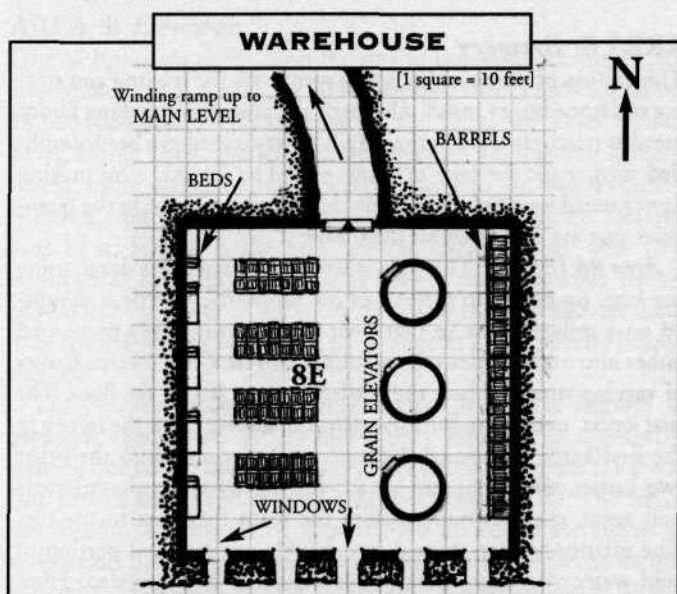 WAREHOUSE
[1 square = 10 feet]
N
Winding ramp up to
MAIN LEVEL
BARRELS
BEDS
8E
GRAIN ELEVATORS
WINDOWS